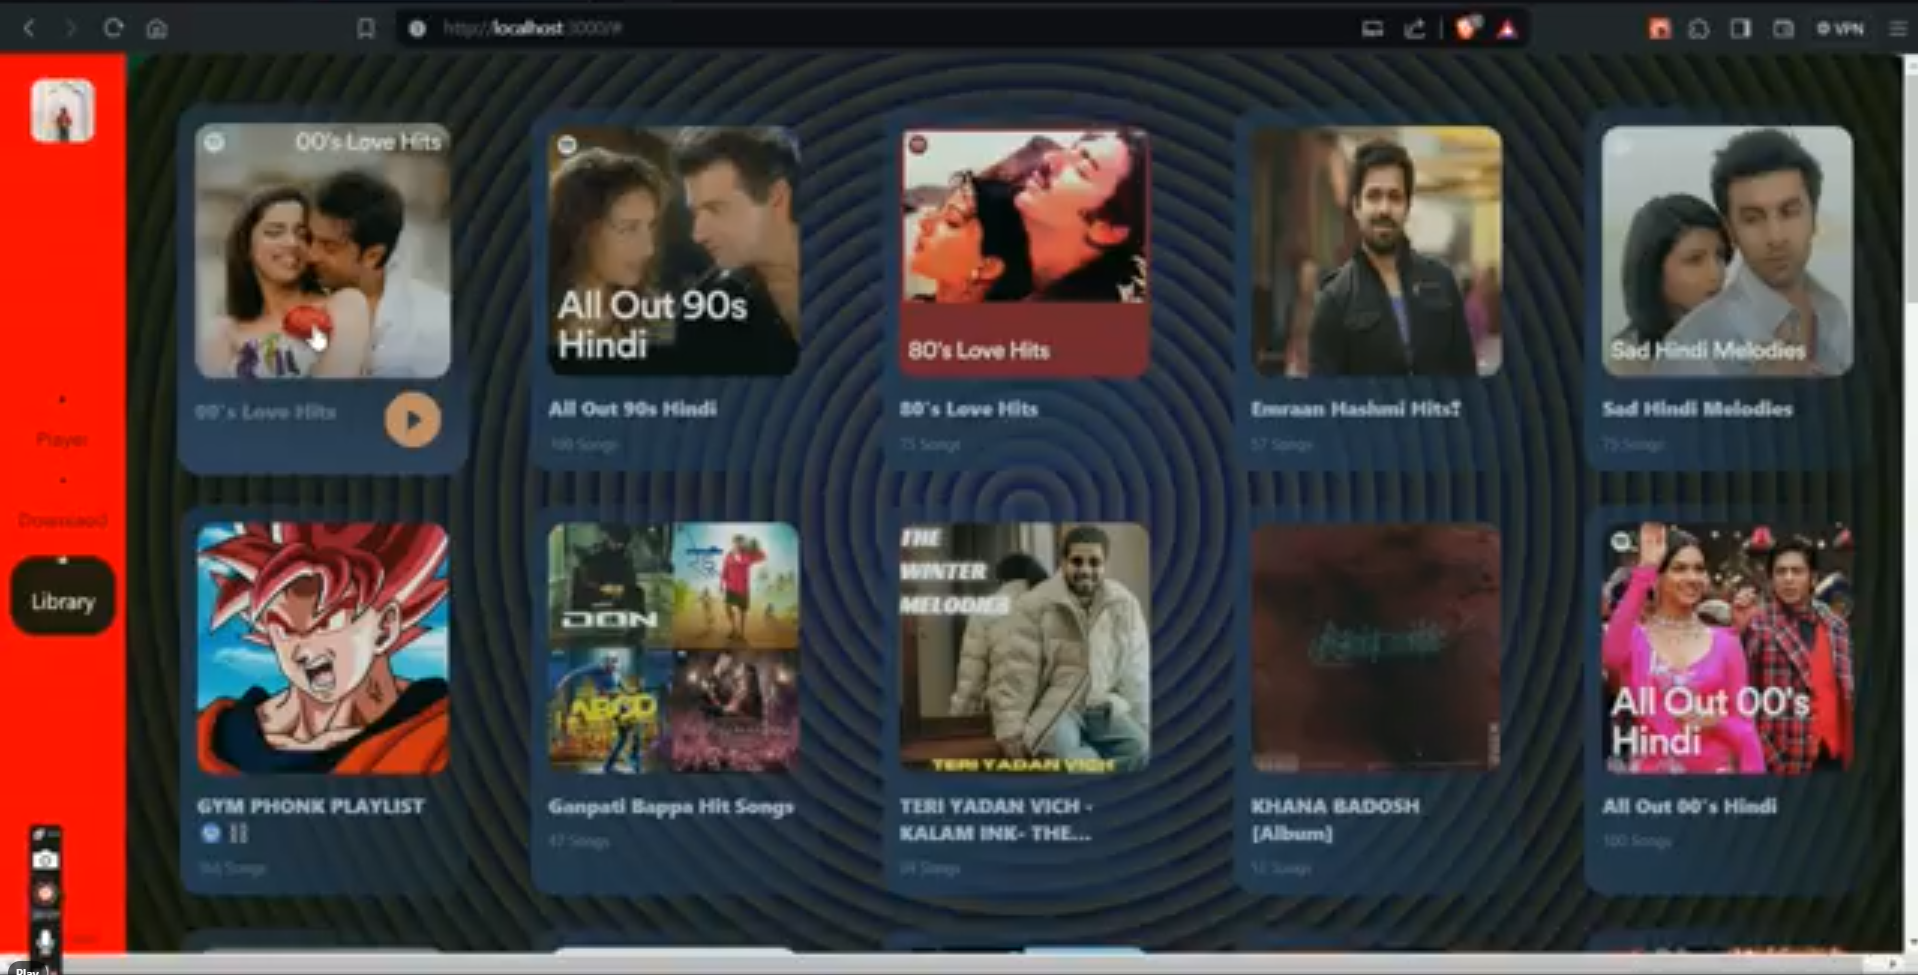 http://localhost:3000/#
VPN
00's Love Hits
All Out 90s
Hindi
80's Love Hits
Sad Hindi Melodies
00's Love Hits
All Out 90s Hindi
100 Songs
80's Love Hits
75 Songs
Emraan Hashmi Hits
57 Songs
Sad Hindi Melodies
75 Songs
Player
Download
Library
DON
THE
WINTER
MELODIES
TERI YADAN VICH
All Out 00's
Hindi
GYM PHONK PLAYLIST
Songs
Ganpati Bappa Hit Songs
47 Songs
TERI YADAN VICH -
KALAM INK- THE...
Songs
KHANA BADOSH
[Album]
Songs
All Out 00's Hindi
100 Songs
Play